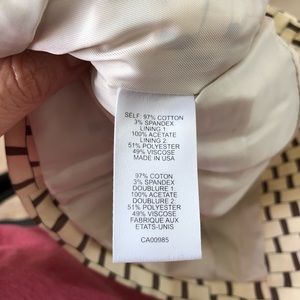 SELF: 97% COTTON
3% SPANDEX
LINING 1
100% ACETATE
LINING 2
51% POLYESTER
49% VISCOSE
MADE IN USA
97% COTON
3% SPANDEX
DOUBLURE 1
100% ACETATE
DOUBLURE 2
51% POLYESTER
49% VISCOSE
FABRIQUE AUX
ETATS-UNIS
CA00985